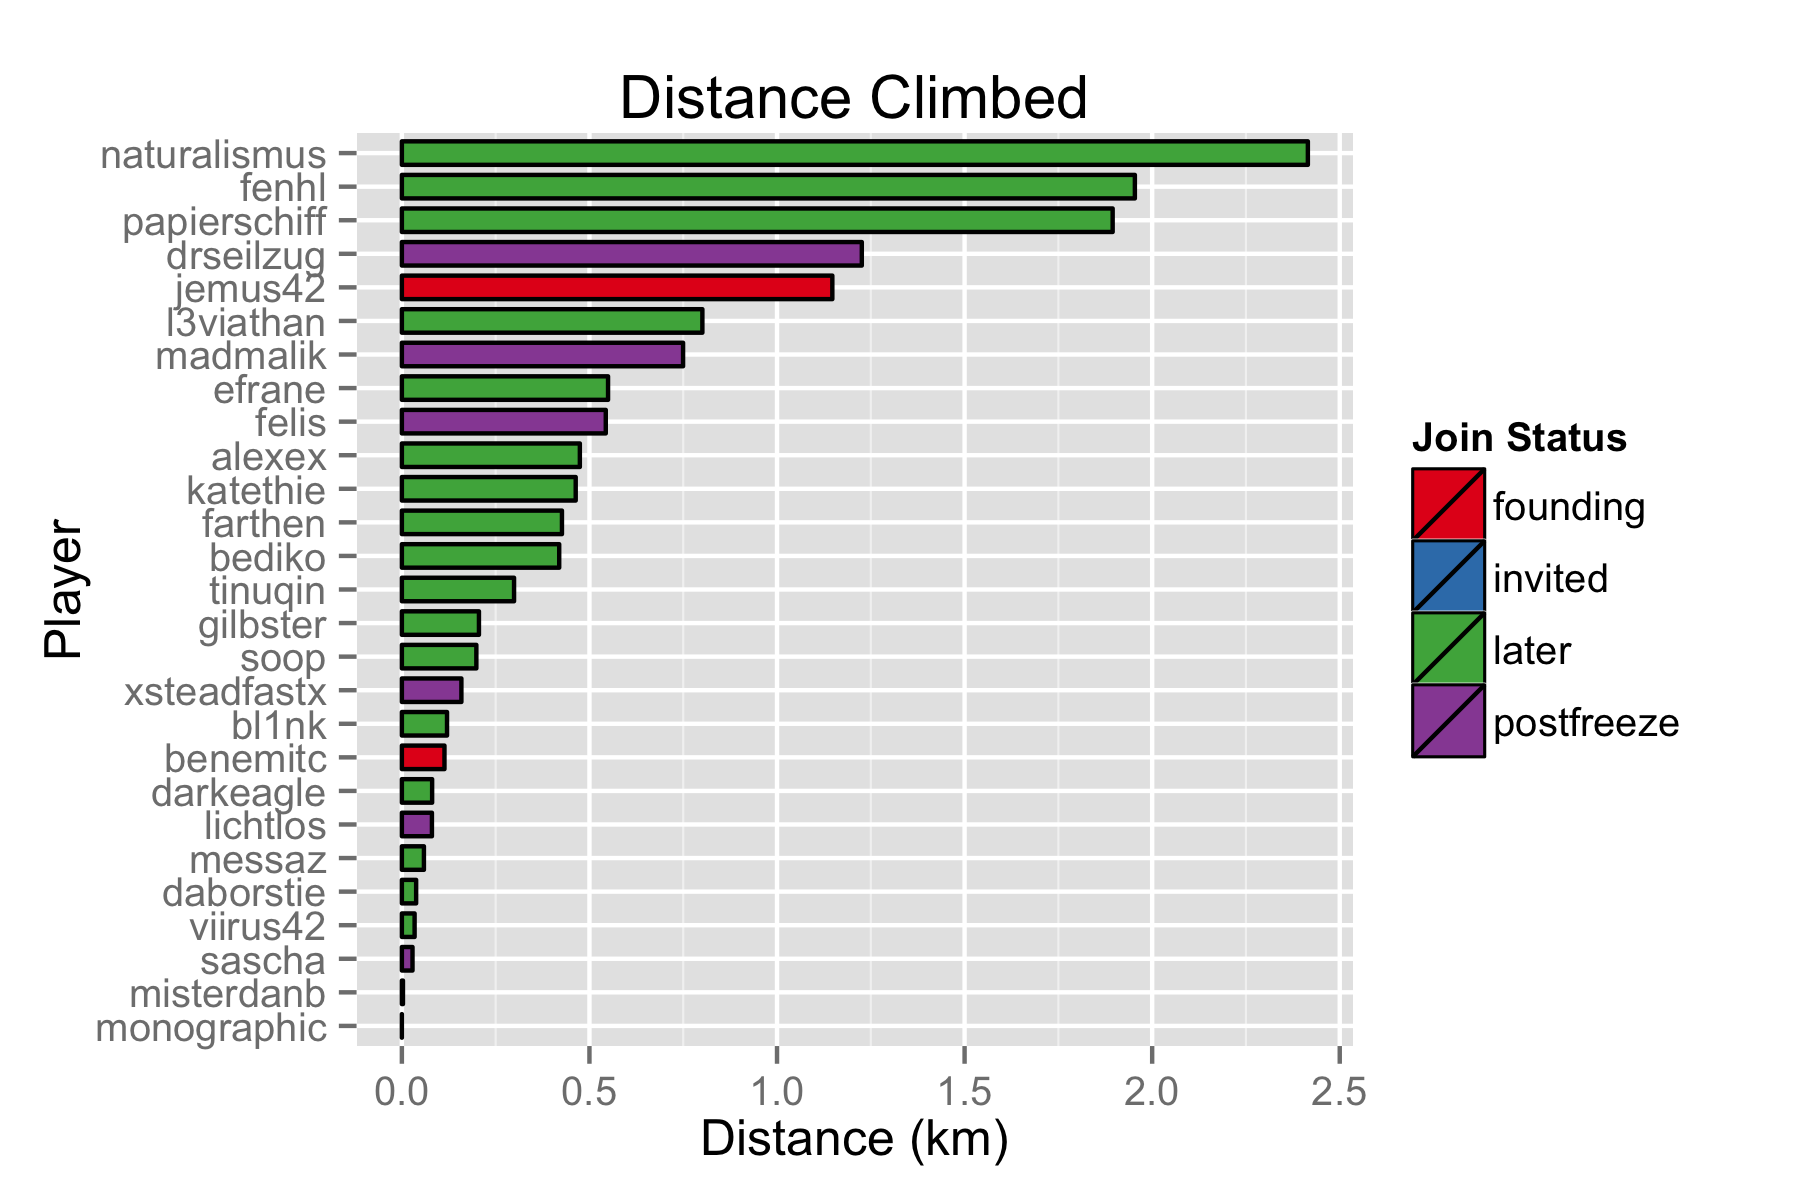 Distance Climbed
naturalismus
fenhl
papierschiff
drseilzug
jemus42
l3viathan
madmalik
efrane
felis
alexex
katethie
farthen
bediko
tinuqin
gilbster
soop
xsteadfastx
bl1nk
benemitc
darkeagle
lichtlos
messaz
daborstie
viirus42
sascha
misterdanb
monographic
Player
0.0 0.5 1.0 1.5 2.0 2.5
Distance (km)
Join Status
founding
invited
later
postfreeze